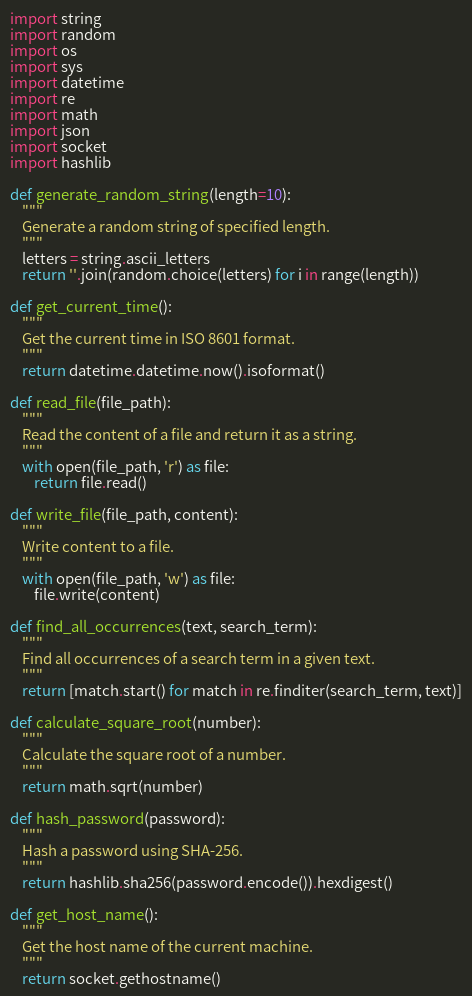 import string
import random
import os
import sys
import datetime
import re
import math
import json
import socket
import hashlib

def generate_random_string(length=10):
    """
    Generate a random string of specified length.
    """
    letters = string.ascii_letters
    return ''.join(random.choice(letters) for i in range(length))

def get_current_time():
    """
    Get the current time in ISO 8601 format.
    """
    return datetime.datetime.now().isoformat()

def read_file(file_path):
    """
    Read the content of a file and return it as a string.
    """
    with open(file_path, 'r') as file:
        return file.read()

def write_file(file_path, content):
    """
    Write content to a file.
    """
    with open(file_path, 'w') as file:
        file.write(content)

def find_all_occurrences(text, search_term):
    """
    Find all occurrences of a search term in a given text.
    """
    return [match.start() for match in re.finditer(search_term, text)]

def calculate_square_root(number):
    """
    Calculate the square root of a number.
    """
    return math.sqrt(number)

def hash_password(password):
    """
    Hash a password using SHA-256.
    """
    return hashlib.sha256(password.encode()).hexdigest()

def get_host_name():
    """
    Get the host name of the current machine.
    """
    return socket.gethostname()